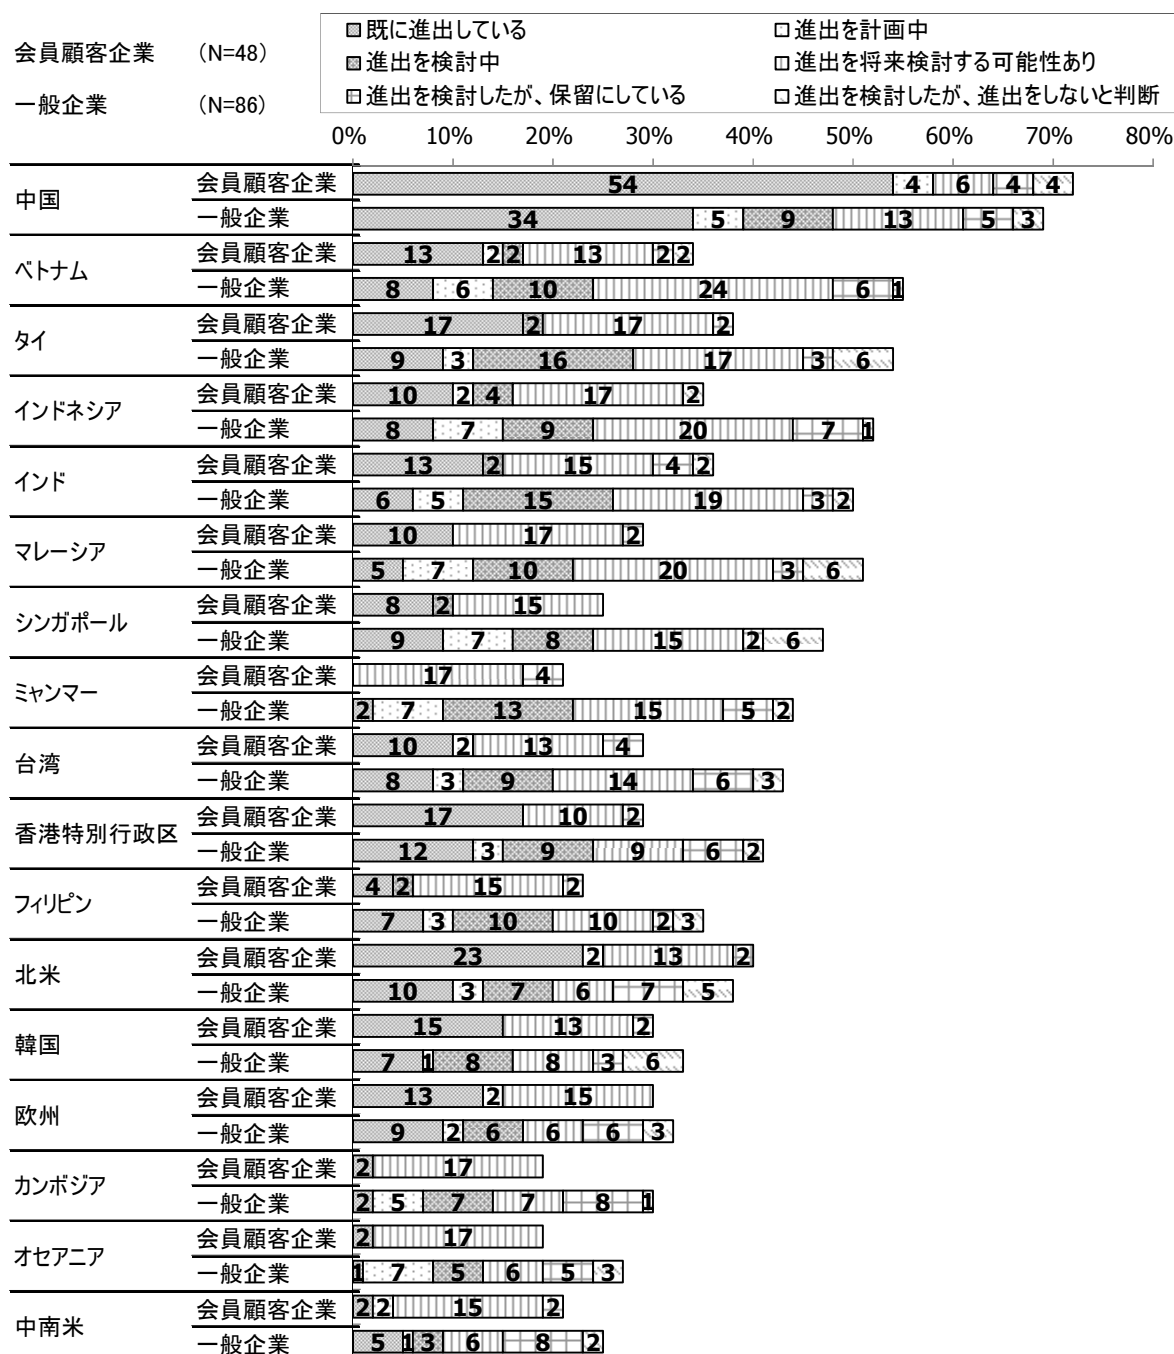 会員顧客企業 (N=48)
一般企業 (N=86)
既に進出している 進出を計画中
進出を検討中 進出を将来検討する可能性あり
進出を検討したが、保留にしている 進出を検討したが、進出をしないと判断
0% 10% 20% 30% 40% 50% 60% 70% 80%
中国
会員顧客企業 54 4 6 4 4
一般企業 34 5 9 13 5 3
ベトナム
会員顧客企業 13 2 2 13 2 2
一般企業 8 6 10 24 6 1
タイ
会員顧客企業 17 2 17 2
一般企業 9 3 16 17 3 6
インドネシア
会員顧客企業 10 2 4 17 2
一般企業 8 7 9 20 7 1
インド
会員顧客企業 13 2 15 4 2
一般企業 6 5 15 19 3 2
マレーシア
会員顧客企業 10 17 2
一般企業 5 7 10 20 3 6
シンガポール
会員顧客企業 8 2 15
一般企業 9 7 8 15 2 6
ミャンマー
会員顧客企業 17 4
一般企業 2 7 13 15 5 2
台湾
会員顧客企業 10 2 13 4
一般企業 8 3 9 14 6 3
香港特別行政区
会員顧客企業 17 10 2
一般企業 12 3 9 9 6 2
フィリピン
会員顧客企業 4 2 15 2
一般企業 7 3 10 10 2 3
北米
会員顧客企業 23 2 13 2
一般企業 10 3 7 6 7 5
韓国
会員顧客企業 15 13 2
一般企業 7 1 8 8 3 6
欧州
会員顧客企業 13 2 15
一般企業 9 2 6 6 6 3
カンボジア
会員顧客企業 2 17
一般企業 2 5 7 7 8 1
オセアニア
会員顧客企業 2 17
一般企業 1 7 5 6 5 3
中南米
会員顧客企業 2 2 15 2
一般企業 5 1 3 6 8 2